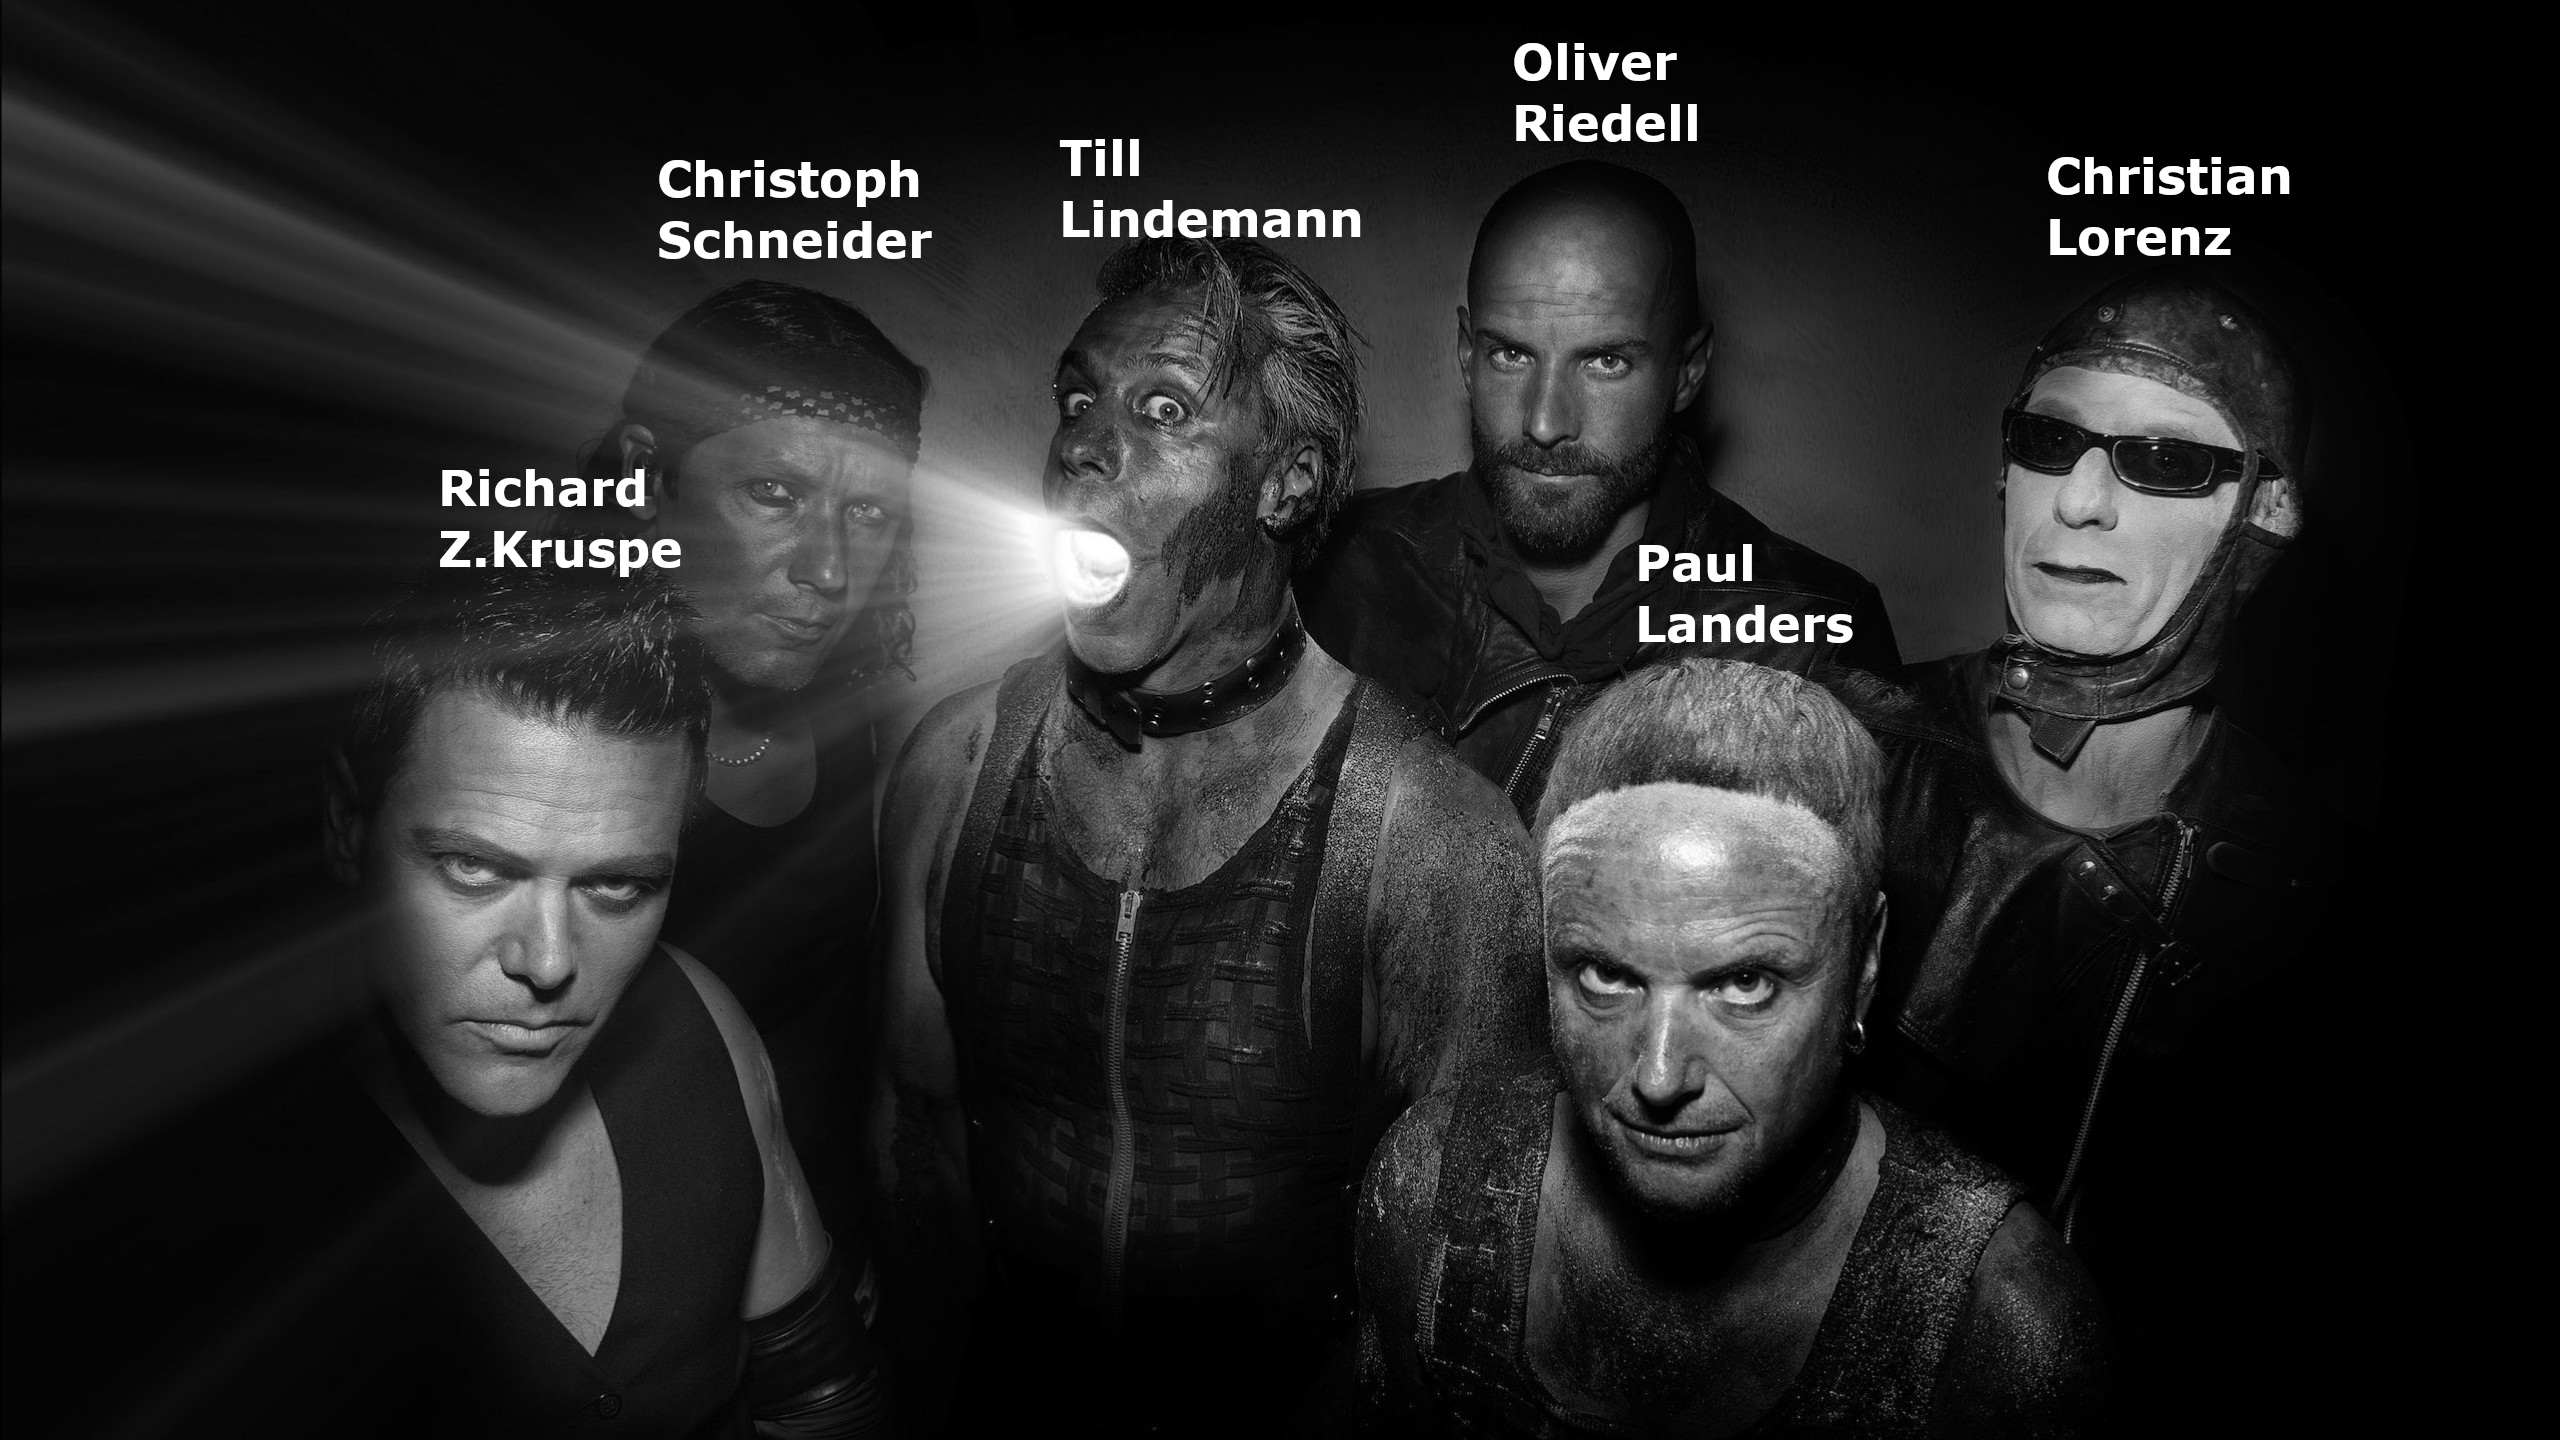 Oliver
Riedell
Till
Lindemann
Christoph
Schneider
Christian
Lorenz
Richard
Z.Kruspe
Paul
Landers